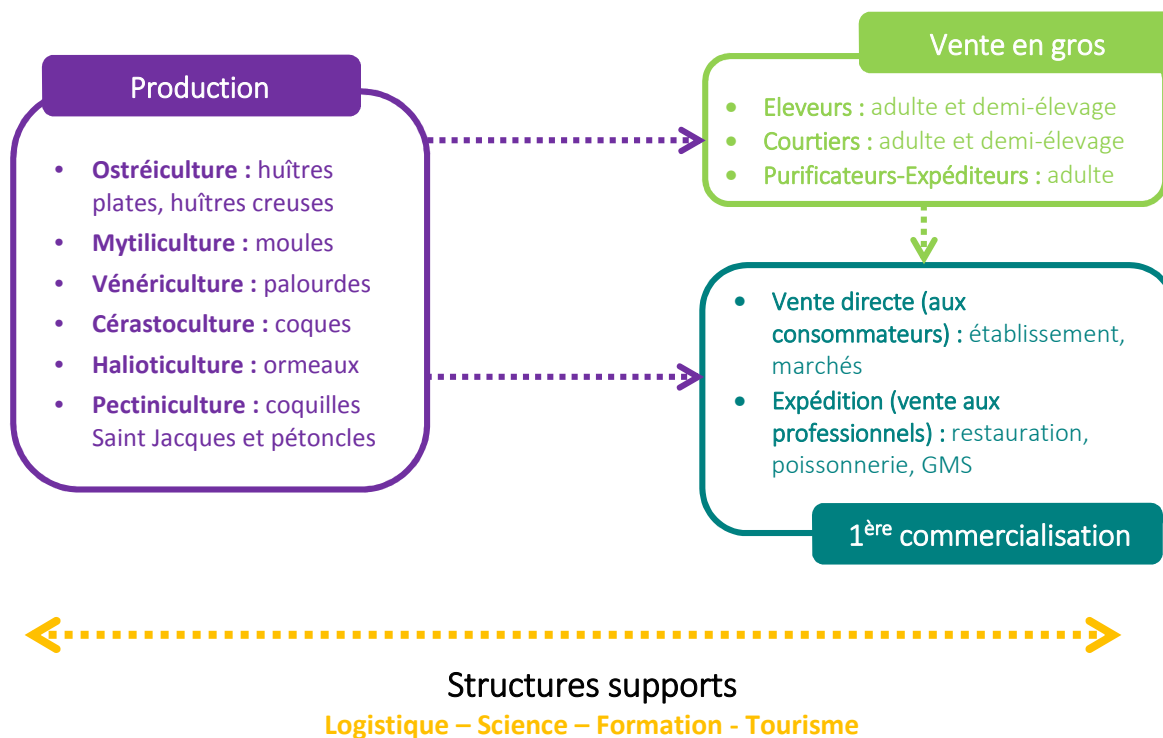 Production
• Ostréiculture : huîtres
plates, huîtres creuses
• Mytiliculture : moules
• Vénériculture : palourdes
• Cérastoculture : coques
• Halioticulture : ormeaux
• Pectiniculture : coquilles
Saint Jacques et pétoncles
Vente en gros
• Eleveurs : adulte et demi-élevage
• Courtiers : adulte et demi-élevage
• Purificateurs-Expéditeurs : adulte
• Vente directe (aux
consommateurs) : établissement,
marchés
• Expédition (vente aux
professionnels) : restauration,
poissonnerie, GMS
1ère commercialisation
Structures supports
Logistique – Science – Formation - Tourisme